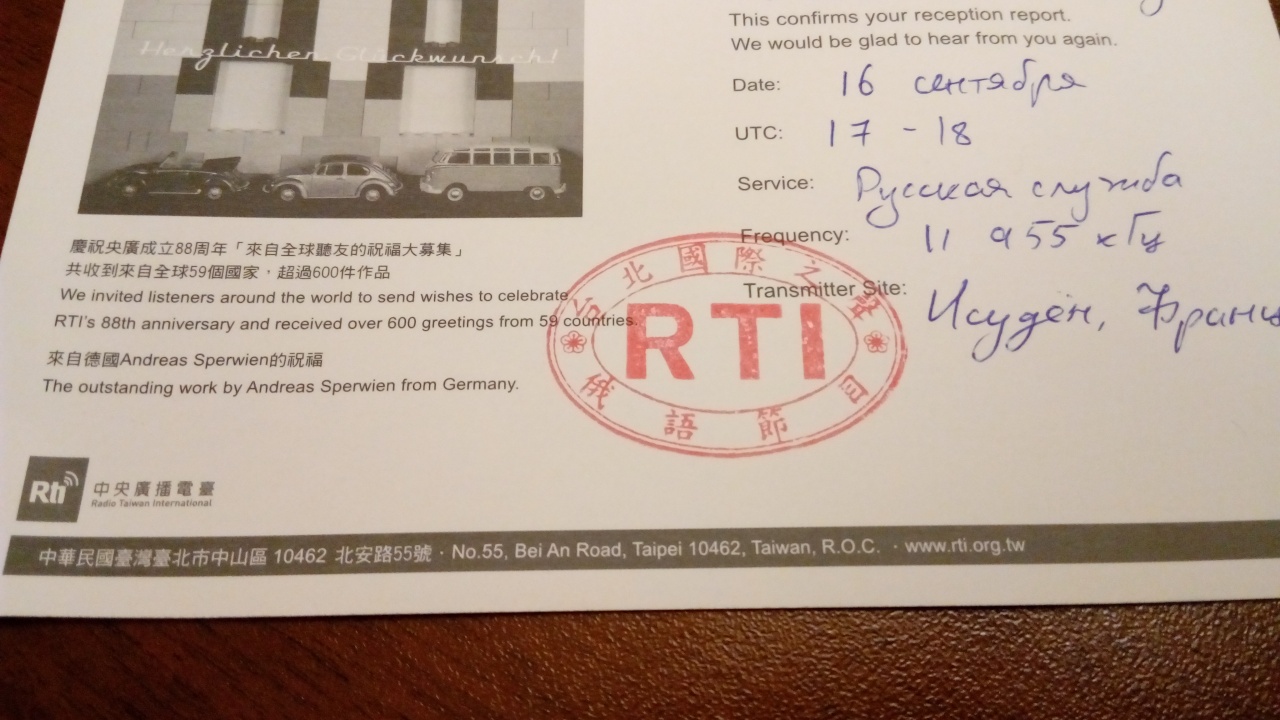 Herzlichen Glückwunsch!
慶祝央廣成立88周年「來自全球聽友的祝福大募集」
共收到來自全球59個國家，超過600件作品
We invited listeners around the world to send wishes to celebrate
RTI's 88th anniversary and received over 600 greetings from 59 countries.
來自德國Andreas Sperwien的祝福
The outstanding work by Andreas Sperwien from Germany.
This confirms your reception report.
We would be glad to hear from you again.
Date: 16 сентября
UTC: 17 - 18
Service: Русская служба
Frequency: 11 955 кГц
Transmitter Site: Исудён, Франц
台北國際之聲
RTI
俄語節目
Rti 中央廣播電臺
Radio Taiwan International
中華民國臺灣臺北市中山區 10462 北安路55號 · No.55, Bei An Road, Taipei 10462, Taiwan, R.O.C. · www.rti.org.tw